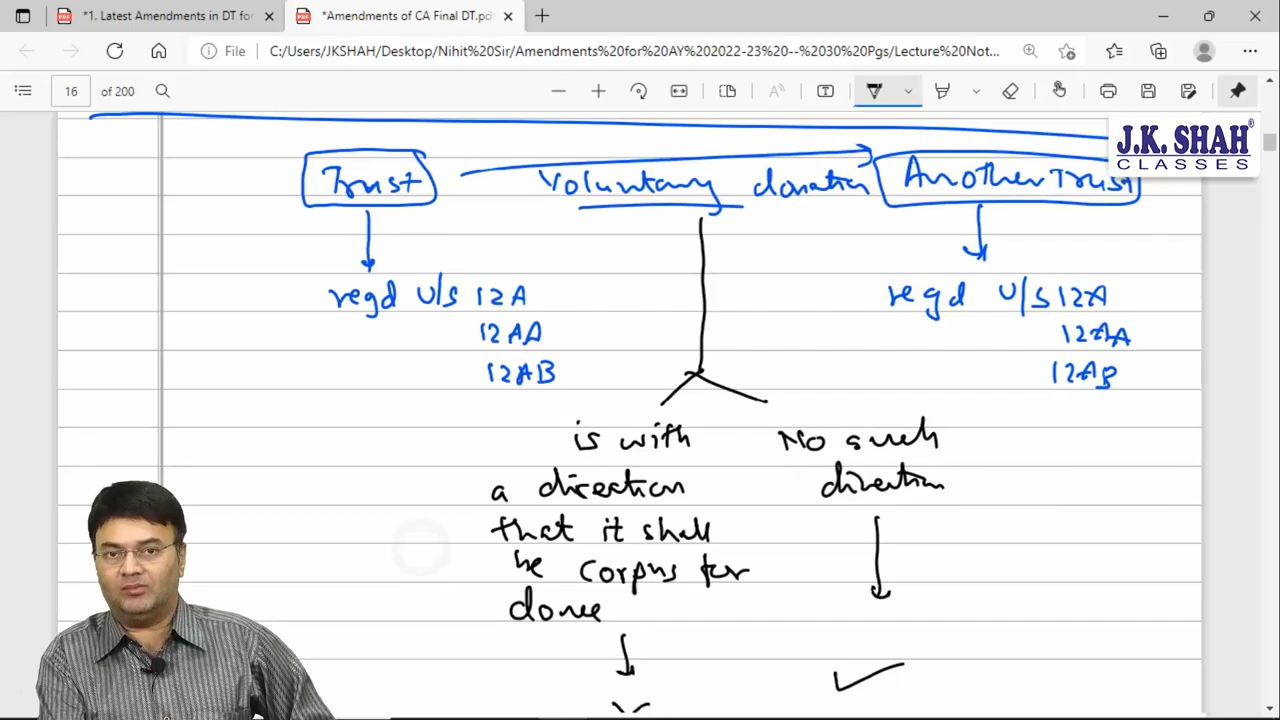 *1. Latest Amendments in DT for
*Amendments of CA Final DT.pd
File
C:/Users/JKSHAH/Desktop/Nihit%20Sir/Amendments%20for%20AY%202022-23%20--%2030%20Pgs/Lecture%20Not...
16 of 200
J.K. SHAH®
CLASSES
Trust Voluntary donation Another Trust
regd U/s 12A
12AA
12AB
regd U/s 12A
12AA
12AB
is with
a direction
that it shall
be corpus for
donee
No such
direction